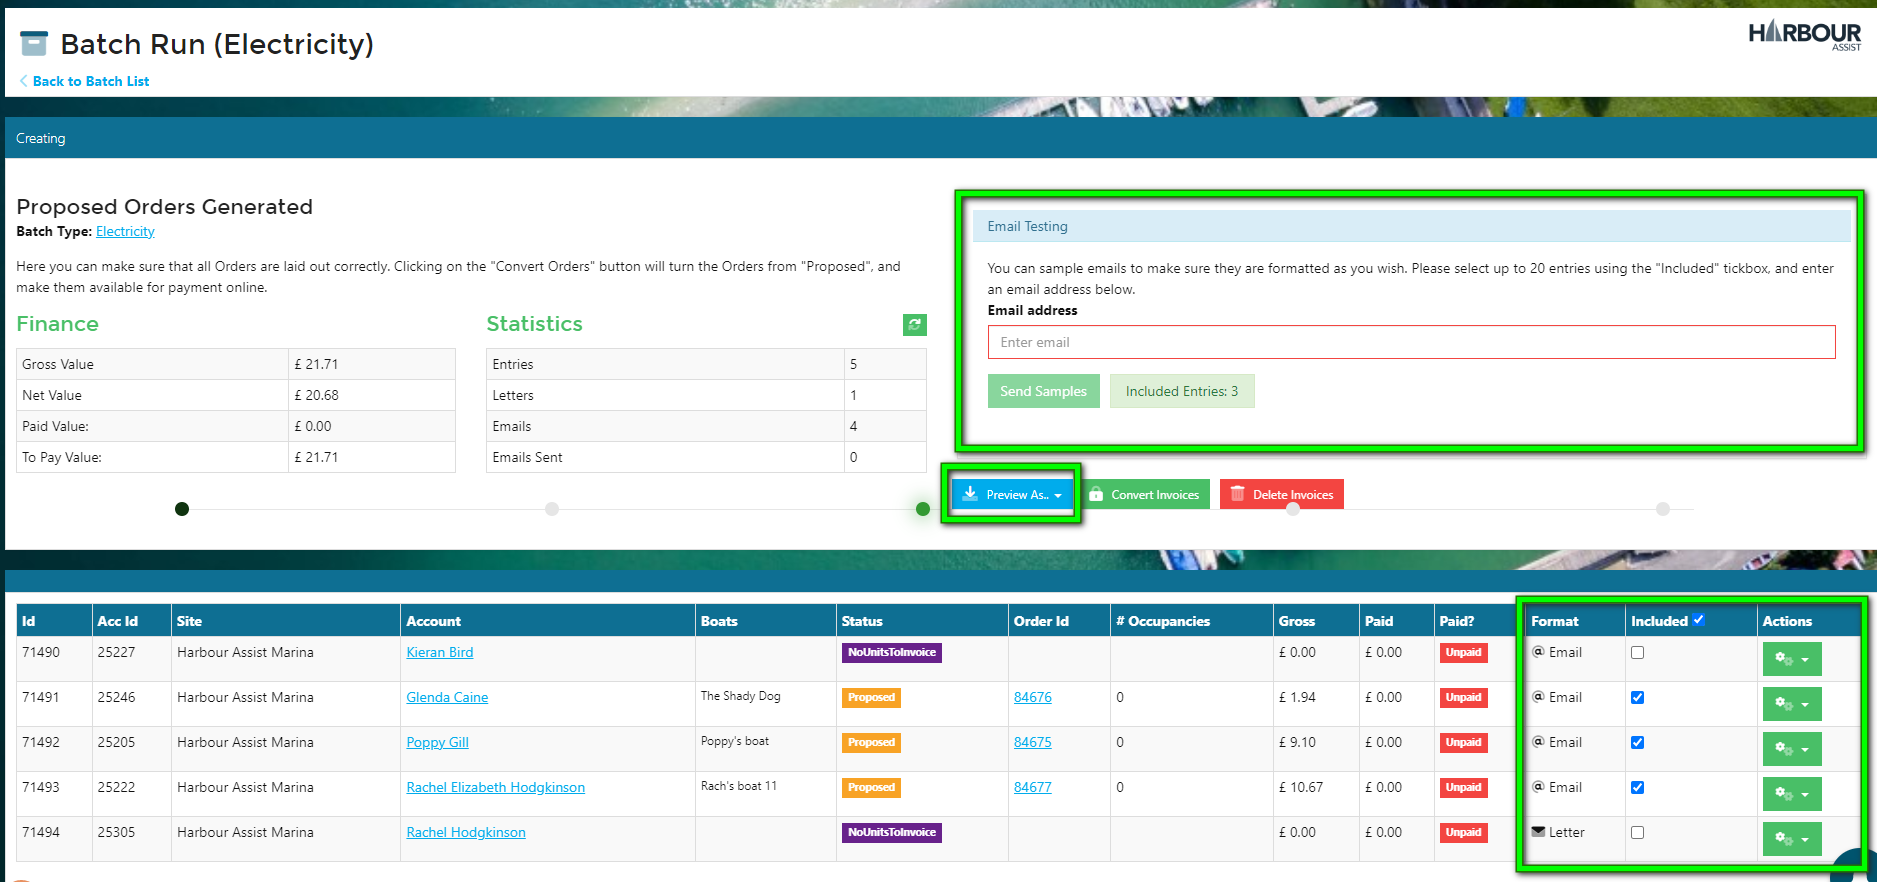 Batch Run (Electricity)
HARBOUR
ASSIST
Back to Batch List
Creating
Proposed Orders Generated
Batch Type: Electricity
Here you can make sure that all Orders are laid out correctly. Clicking on the "Convert Orders" button will turn the Orders from "Proposed", and
make them available for payment online.
Finance
Gross Value £ 21.71
Net Value £ 20.68
Paid Value: £ 0.00
To Pay Value: £ 21.71
Statistics
Entries 5
Letters 1
Emails 4
Emails Sent 0
Email Testing
You can sample emails to make sure they are formatted as you wish. Please select up to 20 entries using the "Included" tickbox, and enter
an email address below.
Email address
Enter email
Send Samples Included Entries: 3
Preview As.. Convert Invoices Delete Invoices
Id Acc Id Site Account Boats Status Order Id # Occupancies Gross Paid Paid? Format Included Actions
71490 25227 Harbour Assist Marina Kieran Bird NoUnitsToInvoice £ 0.00 £ 0.00 Unpaid @ Email
71491 25246 Harbour Assist Marina Glenda Caine The Shady Dog Proposed 84676 0 £ 1.94 £ 0.00 Unpaid @ Email
71492 25205 Harbour Assist Marina Poppy Gill Poppy's boat Proposed 84675 0 £ 9.10 £ 0.00 Unpaid @ Email
71493 25222 Harbour Assist Marina Rachel Elizabeth Hodgkinson Rach's boat 11 Proposed 84677 0 £ 10.67 £ 0.00 Unpaid @ Email
71494 25305 Harbour Assist Marina Rachel Hodgkinson NoUnitsToInvoice £ 0.00 £ 0.00 Unpaid Letter